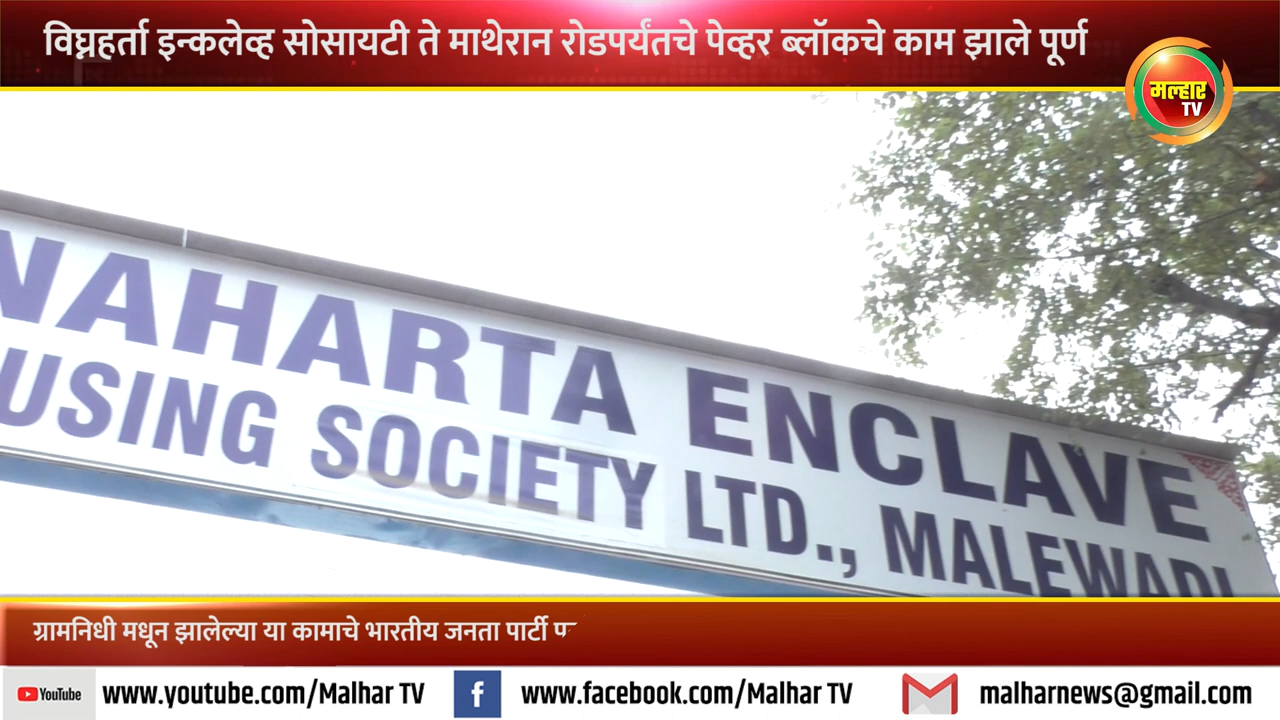 विघ्नहर्ता इन्कलेव्ह सोसायटी ते माथेरान रोडपर्यंतचे पेव्हर ब्लॉकचे काम झाले पूर्ण
मल्हार
TV
NAHARTA ENCLAVE
USING SOCIETY LTD., MALEWADI
ग्रामनिधी मधून झालेल्या या कामाचे भारतीय जनता पार्टी
YouTube
www.youtube.com/Malhar TV
www.facebook.com/Malhar TV
malharnews@gmail.com